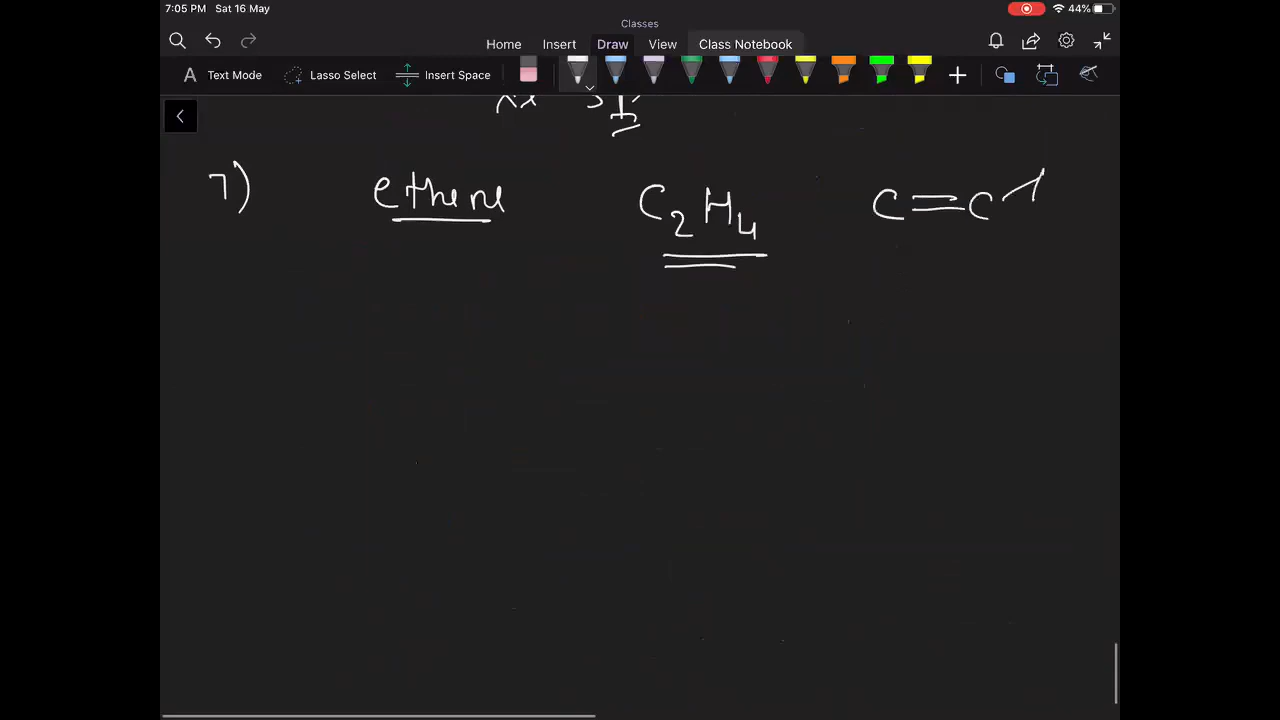 7:05 PM Sat 16 May 44%
Classes
Home Insert Draw View Class Notebook
Text Mode Lasso Select Insert Space
7) ethene C₂H₄ C=C